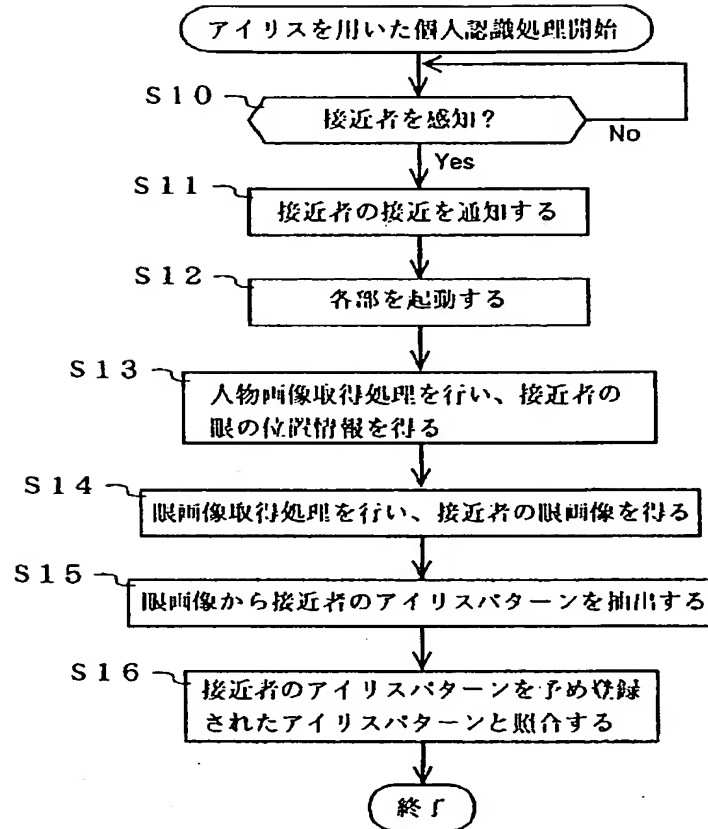 アイリスを用いた個人認識処理開始
S10
接近者を感知？
No
Yes
S11
接近者の接近を通知する
S12
各部を起動する
S13
人物画像取得処理を行い、接近者の
眼の位置情報を得る
S14
眼画像取得処理を行い、接近者の眼画像を得る
S15
眼画像から接近者のアイリスパターンを抽出する
S16
接近者のアイリスパターンを予め登録
されたアイリスパターンと照合する
終了